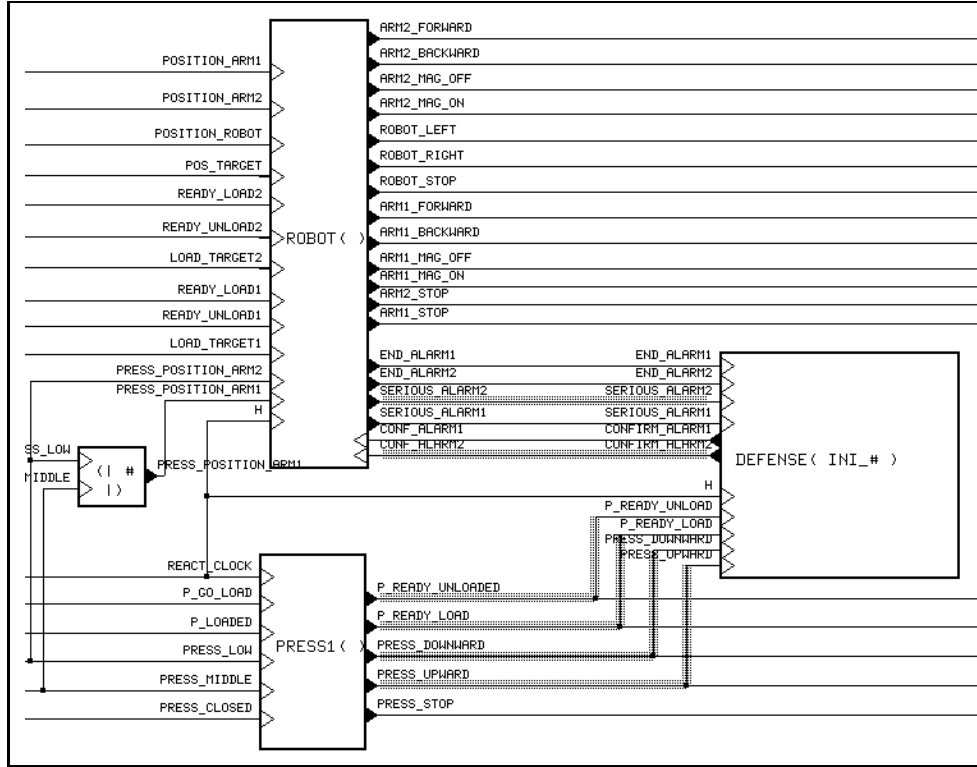 ARM2_FORWARD
POSITION_ARM1
ARM2_BACKWARD
ARM2_MAG_OFF
POSITION_ARM2
ARM2_MAG_ON
POSITION_ROBOT
ROBOT_LEFT
POS_TARGET
ROBOT_RIGHT
READY_LOAD2
ROBOT_STOP
ARM1_FORWARD
READY_UNLOAD2
ROBOT( )
ARM1_BACKWARD
LOAD_TARGET2
ARM1_MAG_OFF
ARM1_MAG_ON
READY_LOAD1
ARM2_STOP
READY_UNLOAD1
ARM1_STOP
LOAD_TARGET1
END_ALARM1 END_ALARM1
PRESS_POSITION_ARM2
END_ALARM2 END_ALARM2
PRESS_POSITION_ARM1
SERIOUS_ALARM2 SERIOUS_ALARM2
H
SERIOUS_ALARM1 SERIOUS_ALARM1
CONF_ALARM1 CONFIRM_ALARM1
CONF_ALARM2 CONFIRM_ALARM2
SS_LOW
DEFENSE( INI_# )
(| #
PRESS_POSITION_ARM1
MIDDLE
|)
H
P_READY_UNLOAD
P_READY_LOAD
PRESS_DOWNWARD
PRESS_UPWARD
REACT_CLOCK
P_READY_UNLOADED
P_GO_LOAD
P_READY_LOAD
P_LOADED
PRESS1( )
PRESS_DOWNWARD
PRESS_LOW
PRESS_UPWARD
PRESS_MIDDLE
PRESS_STOP
PRESS_CLOSED